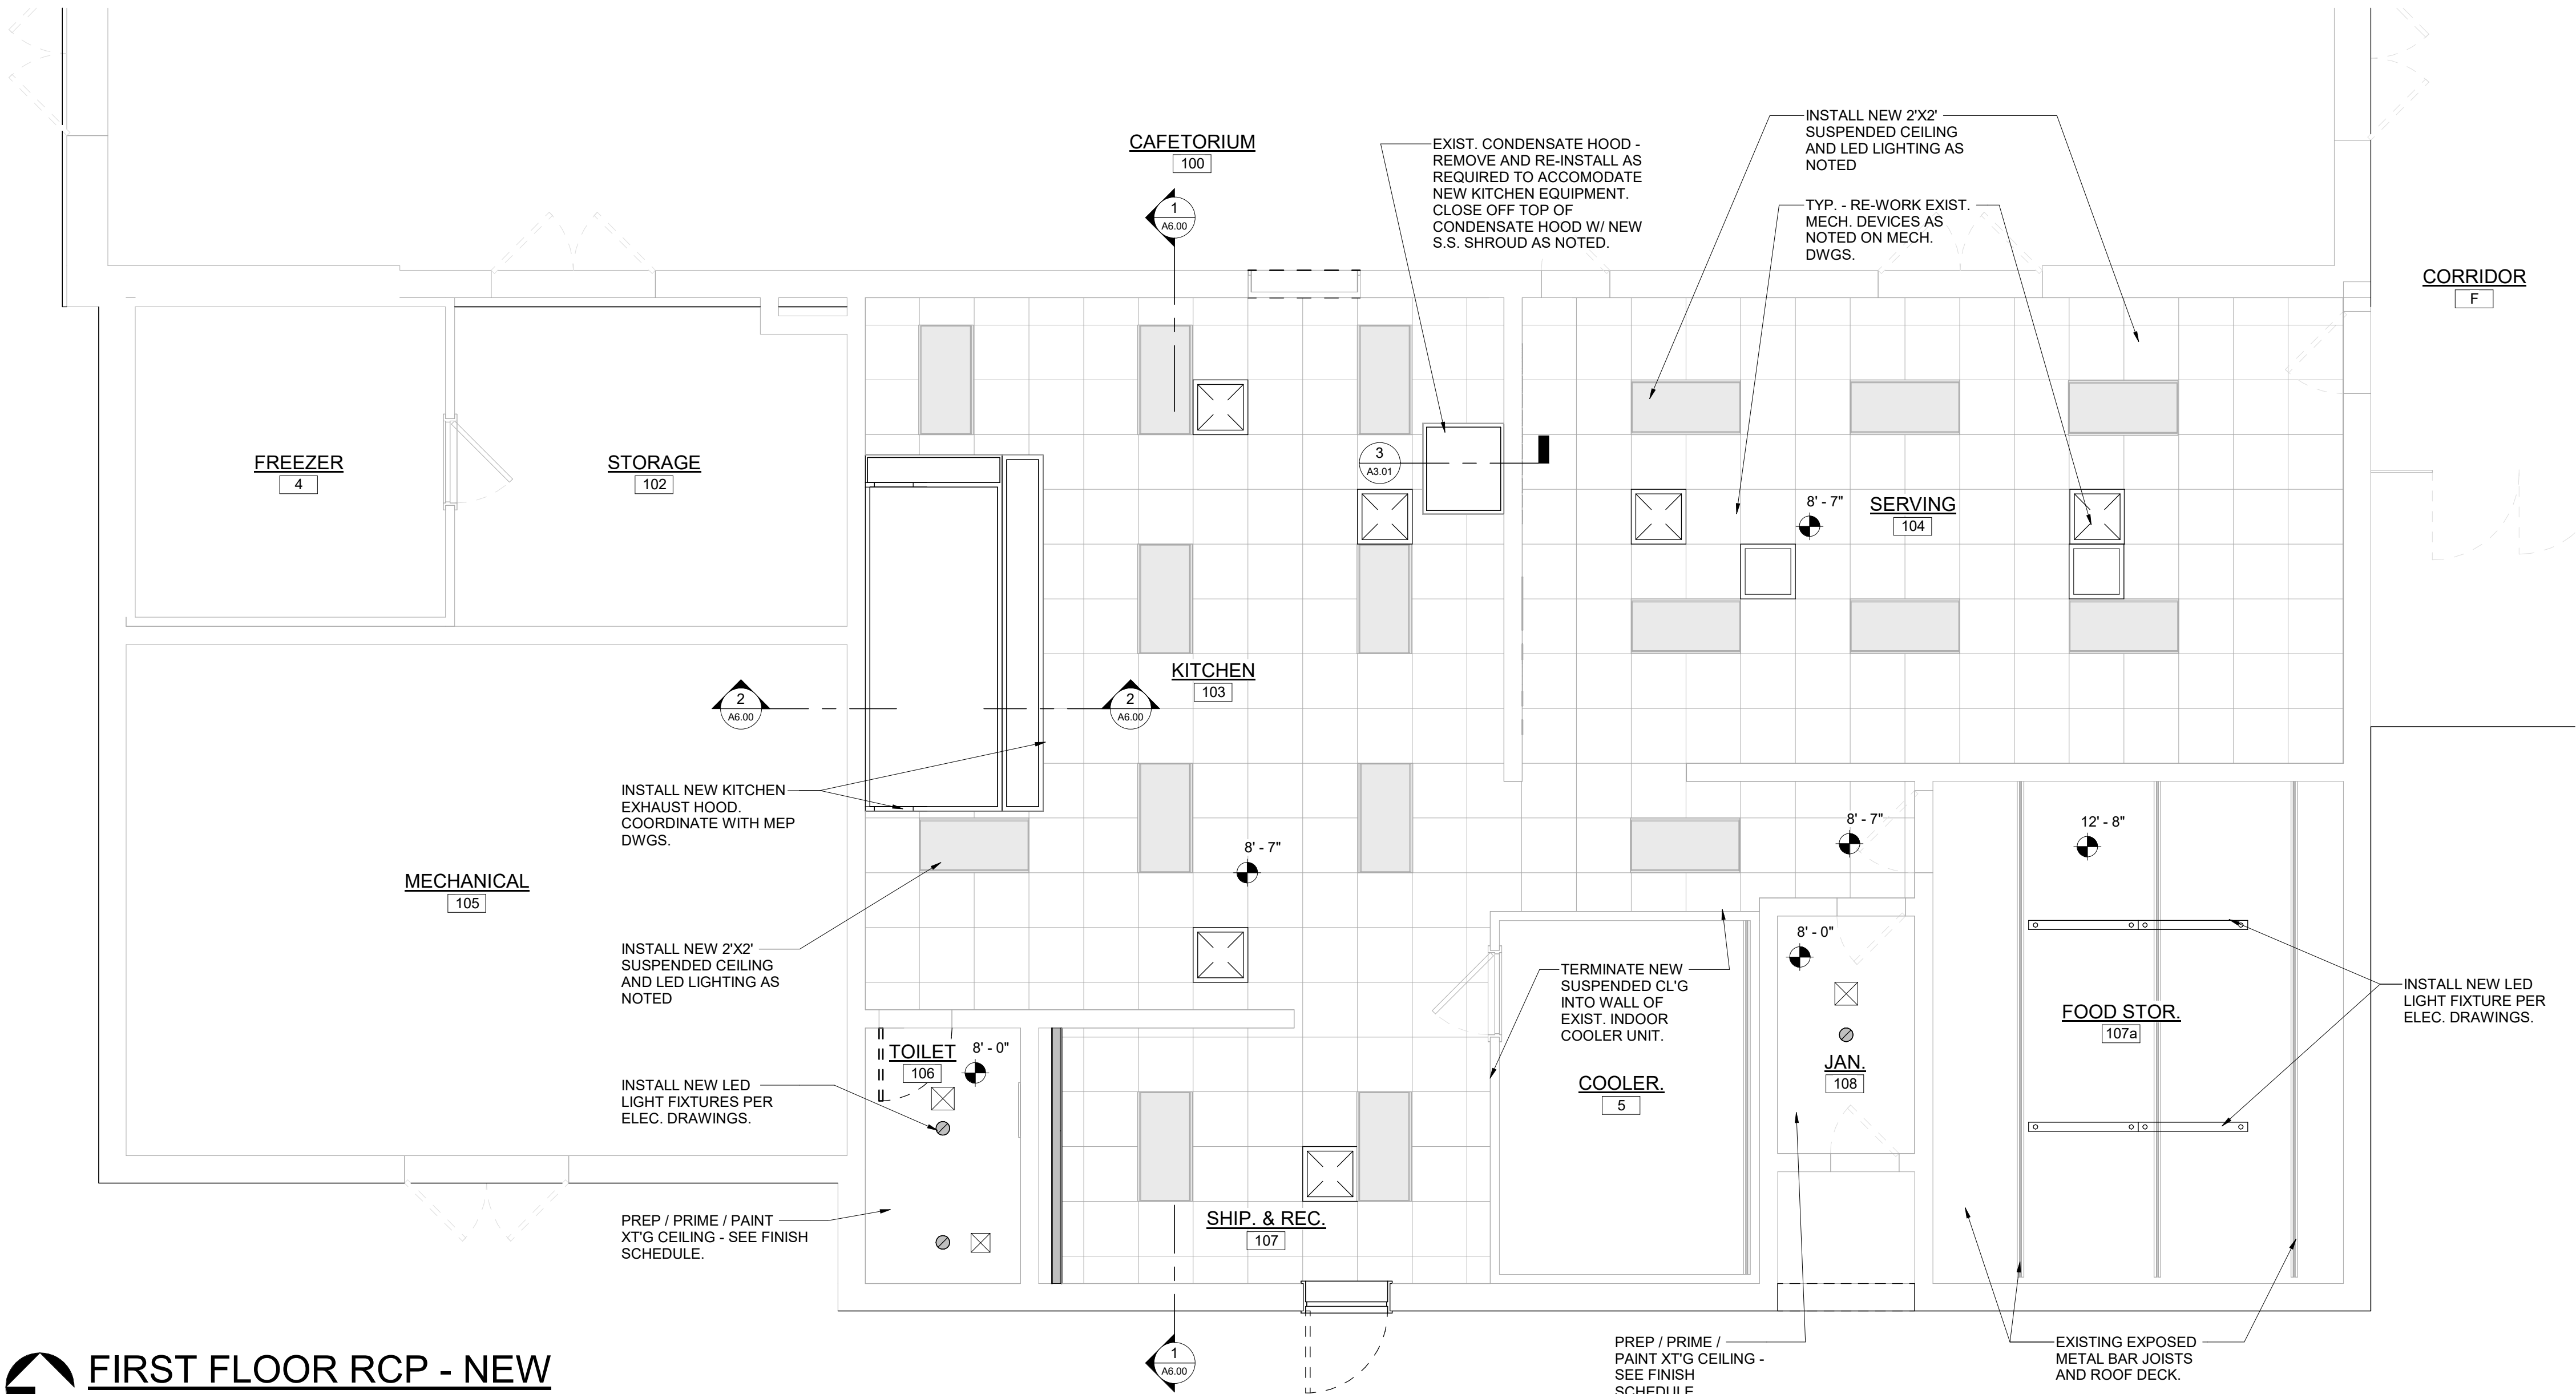 CAFETORIUM
100
1
A6.00
EXIST. CONDENSATE HOOD -
REMOVE AND RE-INSTALL AS
REQUIRED TO ACCOMODATE
NEW KITCHEN EQUIPMENT.
CLOSE OFF TOP OF
CONDENSATE HOOD W/ NEW
S.S. SHROUD AS NOTED.
INSTALL NEW 2'X2'
SUSPENDED CEILING
AND LED LIGHTING AS
NOTED
TYP. - RE-WORK EXIST.
MECH. DEVICES AS
NOTED ON MECH.
DWGS.
CORRIDOR
F
FREEZER
4
STORAGE
102
3
A3.01
8' - 7"
SERVING
104
KITCHEN
103
2
A6.00
2
A6.00
INSTALL NEW KITCHEN
EXHAUST HOOD.
COORDINATE WITH MEP
DWGS.
8' - 7"
8' - 7"
12' - 8"
MECHANICAL
105
INSTALL NEW 2'X2'
SUSPENDED CEILING
AND LED LIGHTING AS
NOTED
8' - 0"
TERMINATE NEW
SUSPENDED CL'G
INTO WALL OF
EXIST. INDOOR
COOLER UNIT.
INSTALL NEW LED
LIGHT FIXTURE PER
ELEC. DRAWINGS.
FOOD STOR.
107a
TOILET
106
8' - 0"
JAN.
108
COOLER.
5
INSTALL NEW LED
LIGHT FIXTURES PER
ELEC. DRAWINGS.
PREP / PRIME / PAINT
XT'G CEILING - SEE FINISH
SCHEDULE.
SHIP. & REC.
107
1
A6.00
PREP / PRIME /
PAINT XT'G CEILING -
SEE FINISH
SCHEDULE
EXISTING EXPOSED
METAL BAR JOISTS
AND ROOF DECK.
FIRST FLOOR RCP - NEW